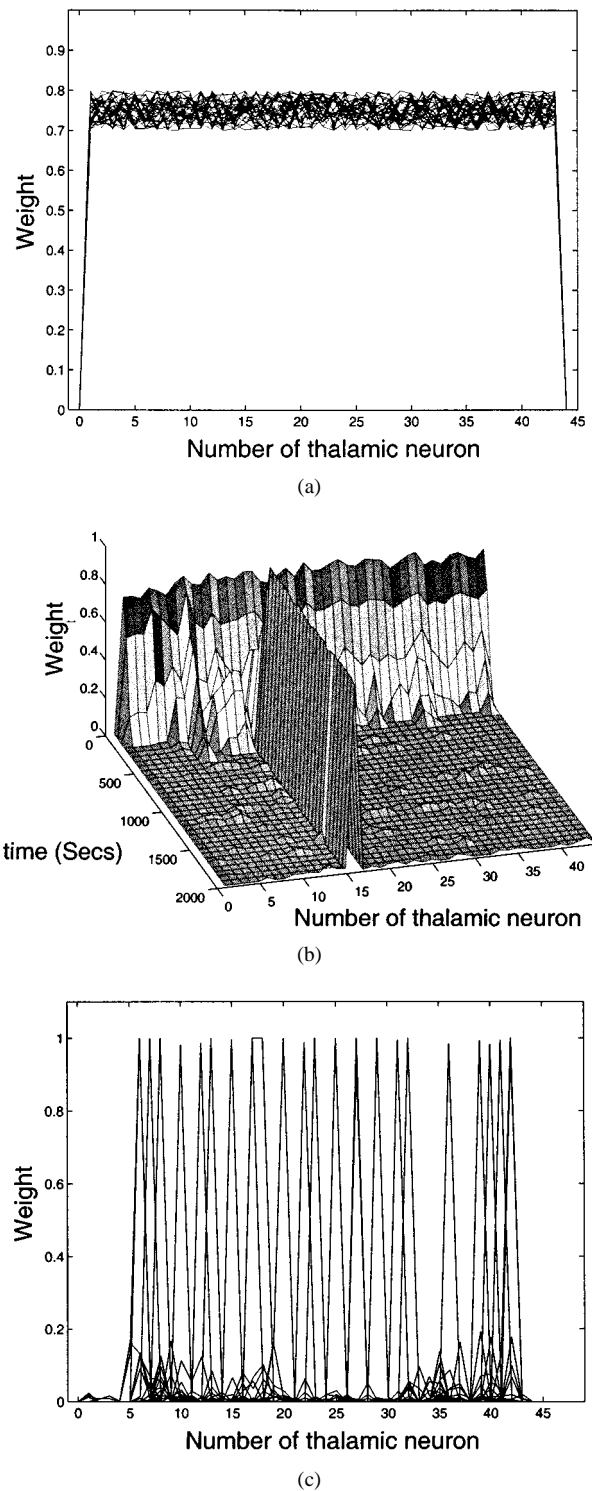 Weight
0.9
0.8
0.7
0.6
0.5
0.4
0.3
0.2
0.1
0
0 5 10 15 20 25 30 35 40 45
Number of thalamic neuron
(a)
Weight
1
0.8
0.6
0.4
0.2
0
0
500
1000
1500
2000
time (Secs)
0 5 10 15 20 25 30 35 40
Number of thalamic neuron
(b)
Weight
1
0.8
0.6
0.4
0.2
0
0 5 10 15 20 25 30 35 40 45
Number of thalamic neuron
(c)